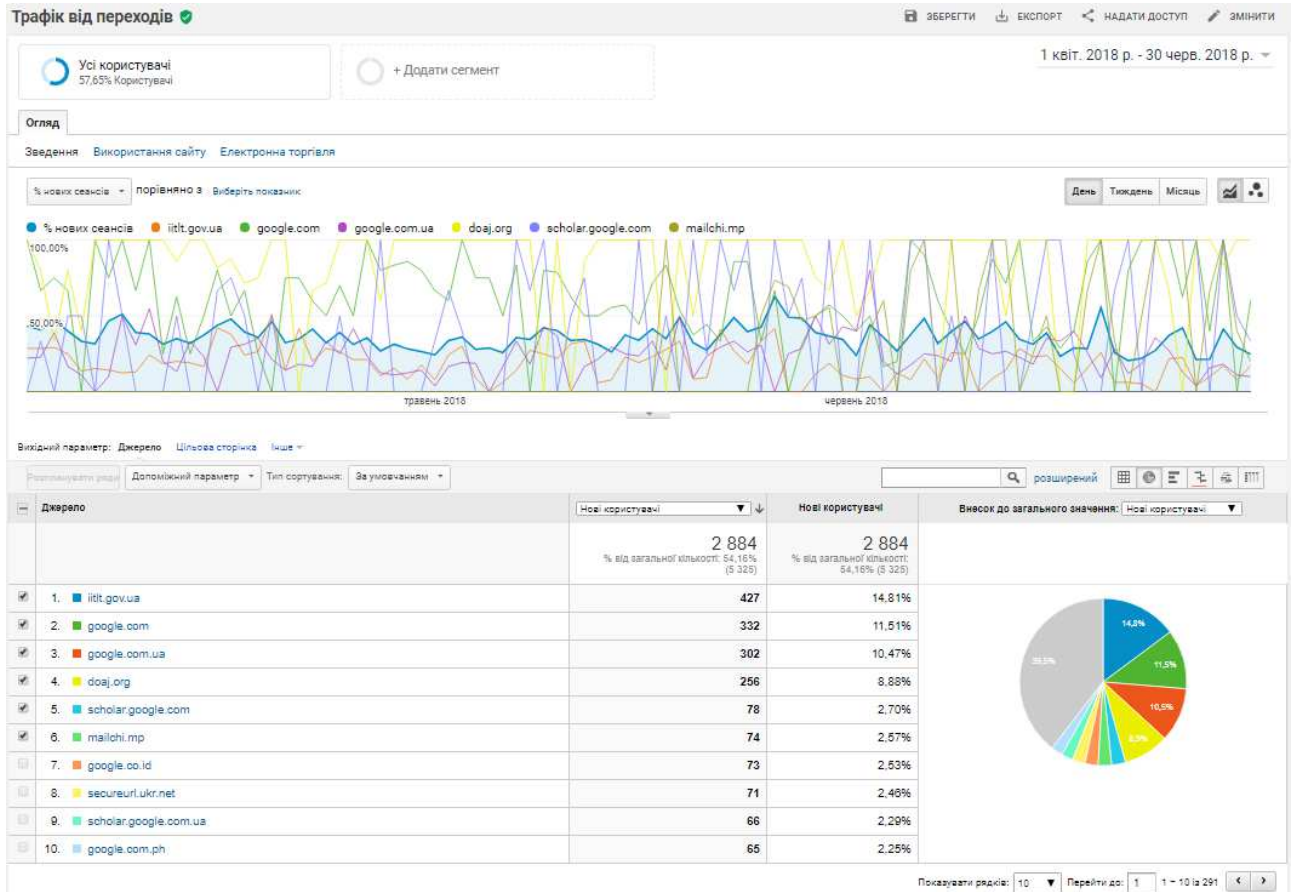 Трафік від переходів
ЗБЕРЕГТИ ЕКСПОРТ НАДАТИ ДОСТУП ЗМІНИТИ
Усі користувачі
57,65% Користувачі
+ Додати сегмент
1 квіт. 2018 р. - 30 черв. 2018 р.
Огляд
Зведення Використання сайту Електронна торгівля
% нових сеансів порівняно з Виберіть показник
День Тиждень Місяць
% нових сеансів iitlt.gov.ua google.com google.com.ua doaj.org scholar.google.com mailchi.mp
100,00%
50,00%
травень 2018 червень 2018
Вихідний параметр: Джерело Цільова сторінка Інше
Розташувати ряди Допоміжний параметр Тип сортування: За умовчанням
розширений
Джерело Нові користувачі Нові користувачі Внесок до загального значення: Нові користувачі
2 884 2 884
% від загальної кількості: 54,16% % від загальної кількості:
(5 325) 54,16% (5 325)
1. iitlt.gov.ua 427 14,81%
2. google.com 332 11,51%
3. google.com.ua 302 10,47%
4. doaj.org 256 8,88%
5. scholar.google.com 78 2,70%
6. mailchi.mp 74 2,57%
7. google.co.id 73 2,53%
8. secureurl.ukr.net 71 2,46%
9. scholar.google.com.ua 66 2,29%
10. google.com.ph 65 2,25%
14,8%
11,5%
10,5%
8,9%
39,5%
Показувати рядків: 10 Перейти до: 1 1 – 10 із 291